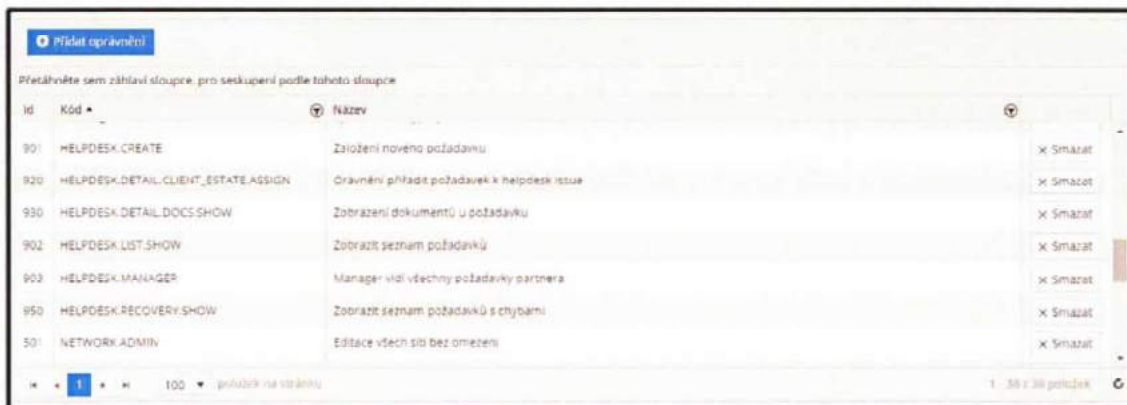 Přidat oprávnění
Přetáhněte sem záhlaví sloupce, pro seskupení podle tohoto sloupce
Id Kód Název
901 HELPDESK.CREATE Založení nového požadavku × Smazat
920 HELPDESK.DETAIL.CLIENT_ESTATE.ASSIGN Oravnění přiřadit požadavek k helpdesk issue × Smazat
930 HELPDESK.DETAIL.DOCS.SHOW Zobrazení dokumentů u požadavku × Smazat
902 HELPDESK.LIST.SHOW Zobrazit seznam požadavků × Smazat
903 HELPDESK.MANAGER Manager vidí všechny požadavky partnera × Smazat
950 HELPDESK.RECOVERY.SHOW Zobrazit seznam požadavků s chybami × Smazat
501 NETWORK.ADMIN Editace všech sítí bez omezení × Smazat
1 100 položek na stránku 1 - 38 z 38 položek